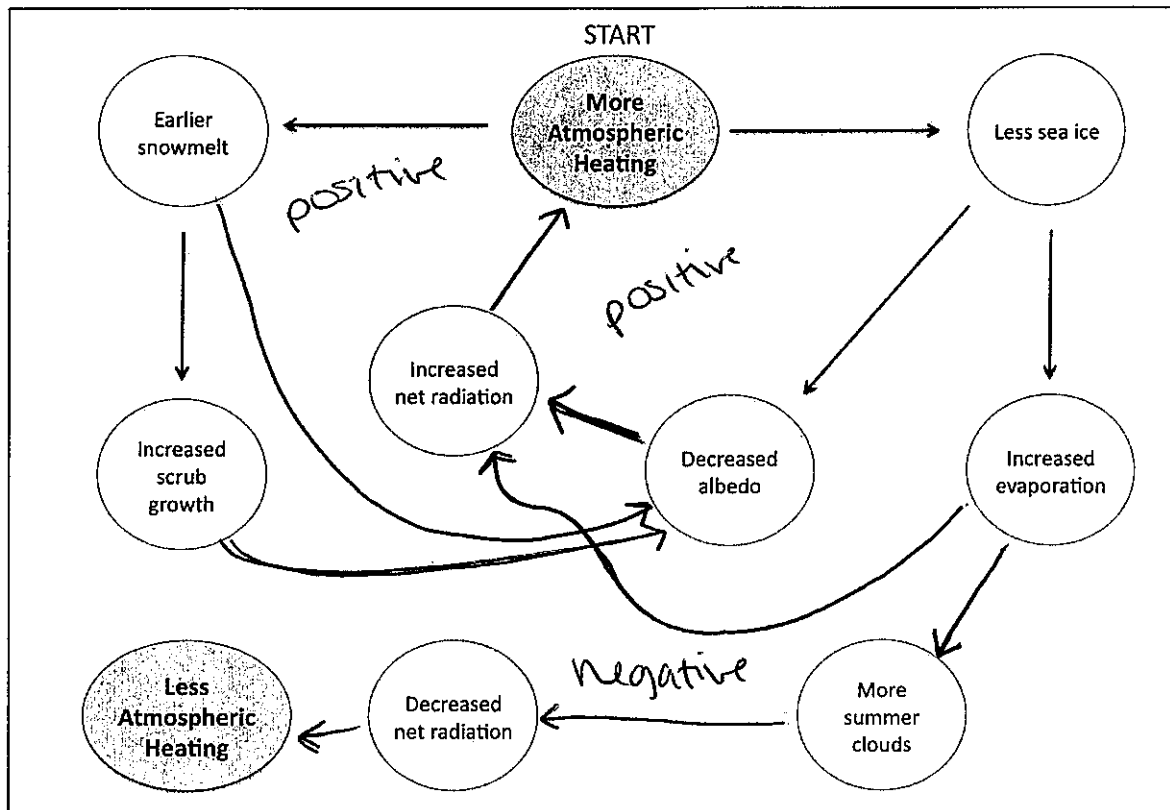 START
Earlier
snowmelt
More
Atmospheric
Heating
Less sea ice
positive
positive
Increased
net radiation
Increased
scrub
growth
Decreased
albedo
Increased
evaporation
negative
Less
Atmospheric
Heating
Decreased
net radiation
More
summer
clouds